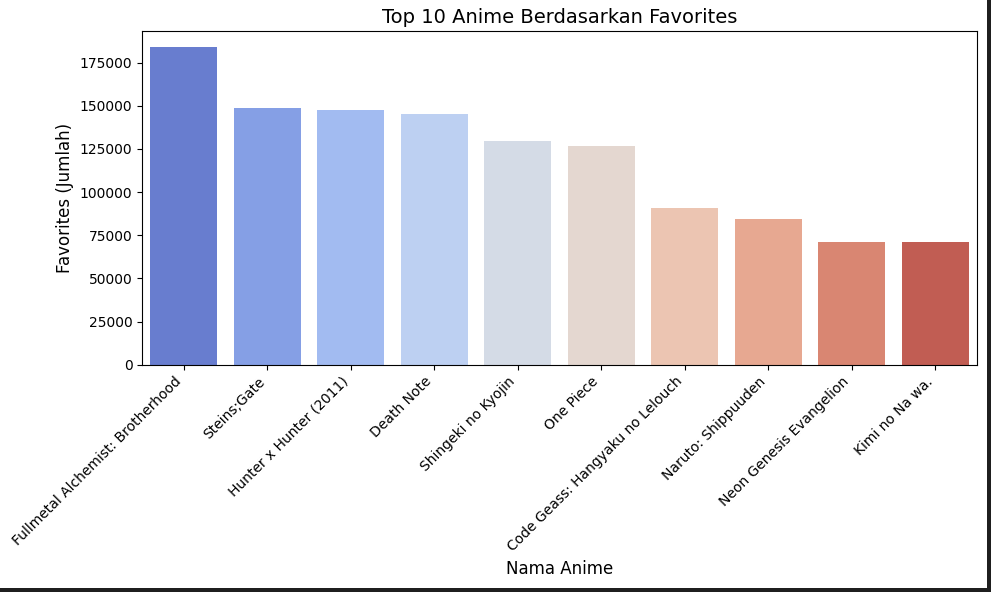 Top 10 Anime Berdasarkan Favorites
Favorites (Jumlah)
175000
150000
125000
100000
75000
50000
25000
0
Fullmetal Alchemist: Brotherhood
Steins;Gate
Hunter x Hunter (2011)
Death Note
Shingeki no Kyojin
One Piece
Code Geass: Hangyaku no Lelouch
Naruto: Shippuuden
Neon Genesis Evangelion
Kimi no Na wa.
Nama Anime